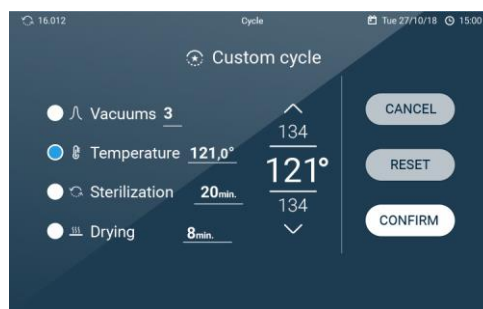 16.012 Cycle Tue 27/10/18 15:00
Custom cycle
Vacuums 3
Temperature 121,0°
Sterilization 20min.
Drying 8min.
134
121°
134
CANCEL
RESET
CONFIRM